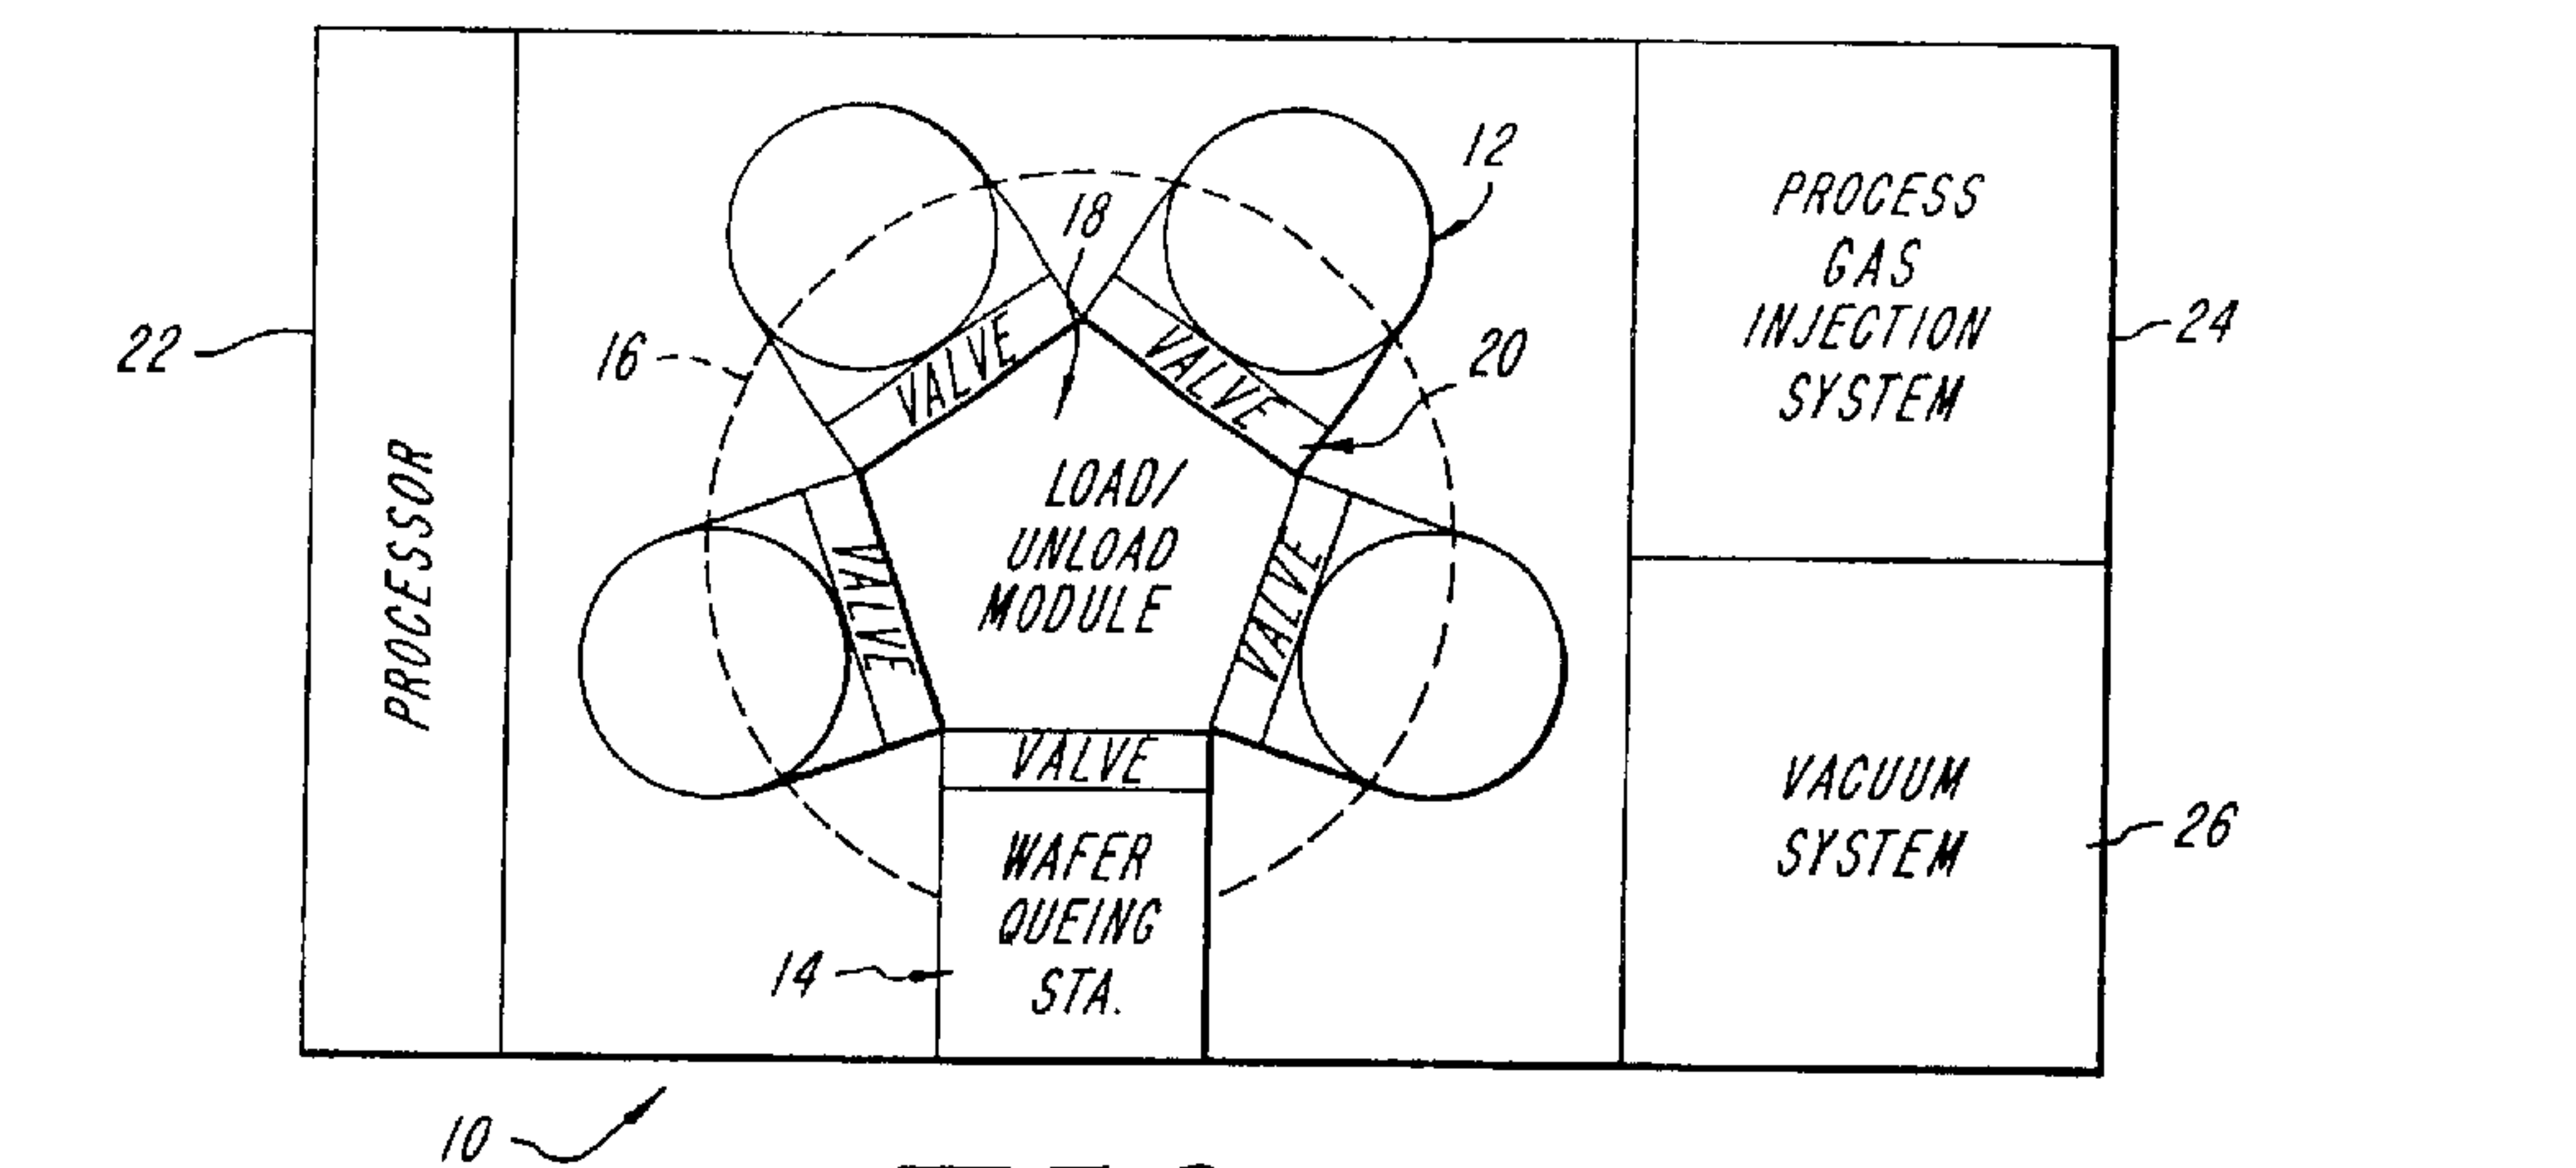 12
PROCESS
GAS
INJECTION
SYSTEM
18
22
16
VALVE
VALVE
20
24
PROCESSOR
LOAD/
UNLOAD
MODULE
VALVE
VALVE
VALVE
WAFER
QUEING
STA.
VACUUM
SYSTEM
26
14
10